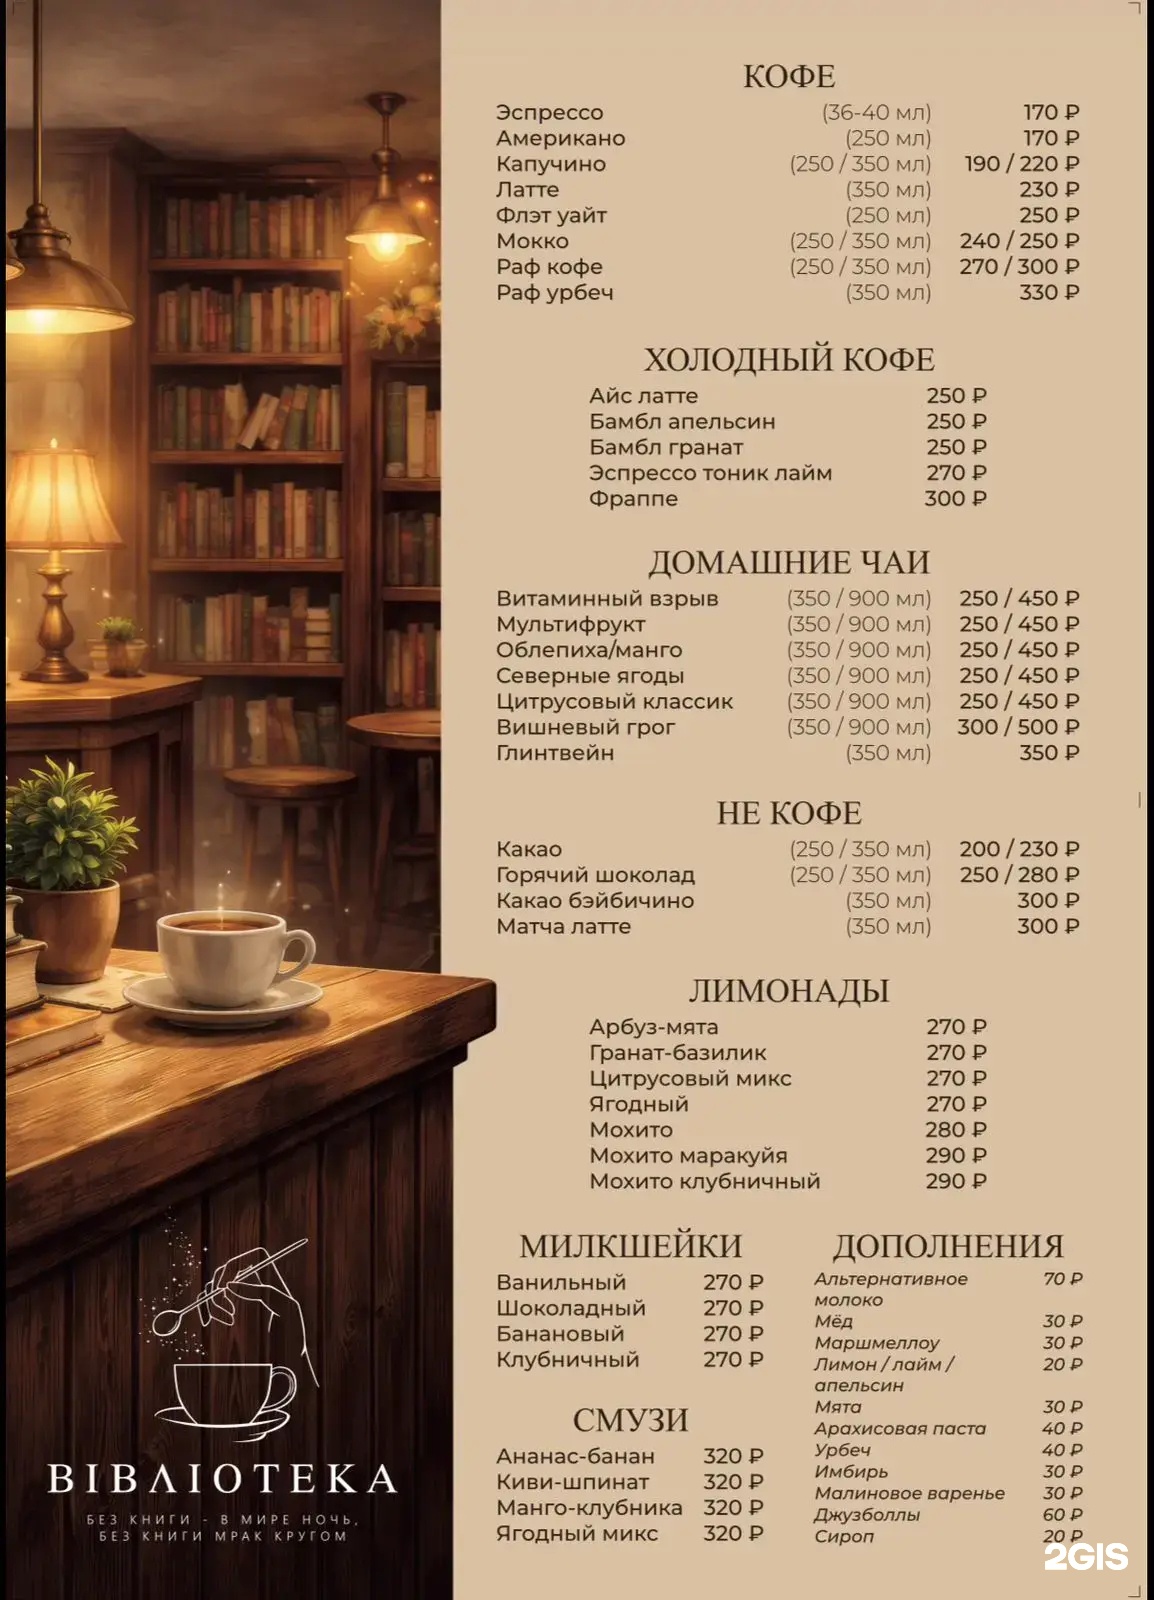 КОФЕ
Эспрессо (36-40 мл) 170 ₽
Американо (250 мл) 170 ₽
Капучино (250 / 350 мл) 190 / 220 ₽
Латте (350 мл) 230 ₽
Флэт уайт (250 мл) 250 ₽
Мокко (250 / 350 мл) 240 / 250 ₽
Раф кофе (250 / 350 мл) 270 / 300 ₽
Раф урбеч (350 мл) 330 ₽
ХОЛОДНЫЙ КОФЕ
Айс латте 250 ₽
Бамбл апельсин 250 ₽
Бамбл гранат 250 ₽
Эспрессо тоник лайм 270 ₽
Фраппе 300 ₽
ДОМАШНИЕ ЧАИ
Витаминный взрыв (350 / 900 мл) 250 / 450 ₽
Мультифрукт (350 / 900 мл) 250 / 450 ₽
Облепиха/манго (350 / 900 мл) 250 / 450 ₽
Северные ягоды (350 / 900 мл) 250 / 450 ₽
Цитрусовый классик (350 / 900 мл) 250 / 450 ₽
Вишневый грог (350 / 900 мл) 300 / 500 ₽
Глинтвейн (350 мл) 350 ₽
НЕ КОФЕ
Какао (250 / 350 мл) 200 / 230 ₽
Горячий шоколад (250 / 350 мл) 250 / 280 ₽
Какао бэйбичино (350 мл) 300 ₽
Матча латте (350 мл) 300 ₽
ЛИМОНАДЫ
Арбуз-мята 270 ₽
Гранат-базилик 270 ₽
Цитрусовый микс 270 ₽
Ягодный 270 ₽
Мохито 280 ₽
Мохито маракуйя 290 ₽
Мохито клубничный 290 ₽
МИЛКШЕЙКИ
Ванильный 270 ₽
Шоколадный 270 ₽
Банановый 270 ₽
Клубничный 270 ₽
СМУЗИ
Ананас-банан 320 ₽
Киви-шпинат 320 ₽
Манго-клубника 320 ₽
Ягодный микс 320 ₽
ДОПОЛНЕНИЯ
Альтернативное 70 ₽
молоко
Мёд 30 ₽
Маршмеллоу 30 ₽
Лимон / лайм / 20 ₽
апельсин
Мята 30 ₽
Арахисовая паста 40 ₽
Урбеч 40 ₽
Имбирь 30 ₽
Малиновое варенье 30 ₽
Джузболлы 60 ₽
Сироп 20 ₽
ВІВΛІОТЕКА
БЕЗ КНИГИ - В МИРЕ НОЧЬ,
БЕЗ КНИГИ МРАК КРУГОМ
2GIS